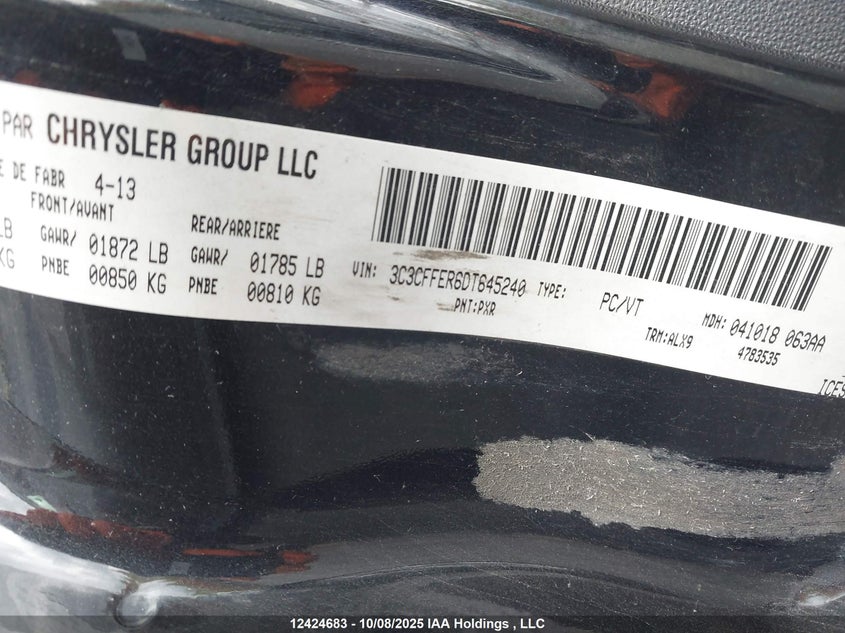 PAR CHRYSLER GROUP LLC
E DE FABR 4-13
FRONT/AVANT
REAR/ARRIERE
LB GAWR/ 01872 LB GAWR/ 01785 LB
KG PNBE 00850 KG PNBE 00810 KG
VIN: 3C3CFFER6DT645240 TYPE: PC/VT MDH: 041018 063AA
PNT:PXR TRM:ALX9 4783535
ICES
12424683 - 10/08/2025 IAA Holdings , LLC